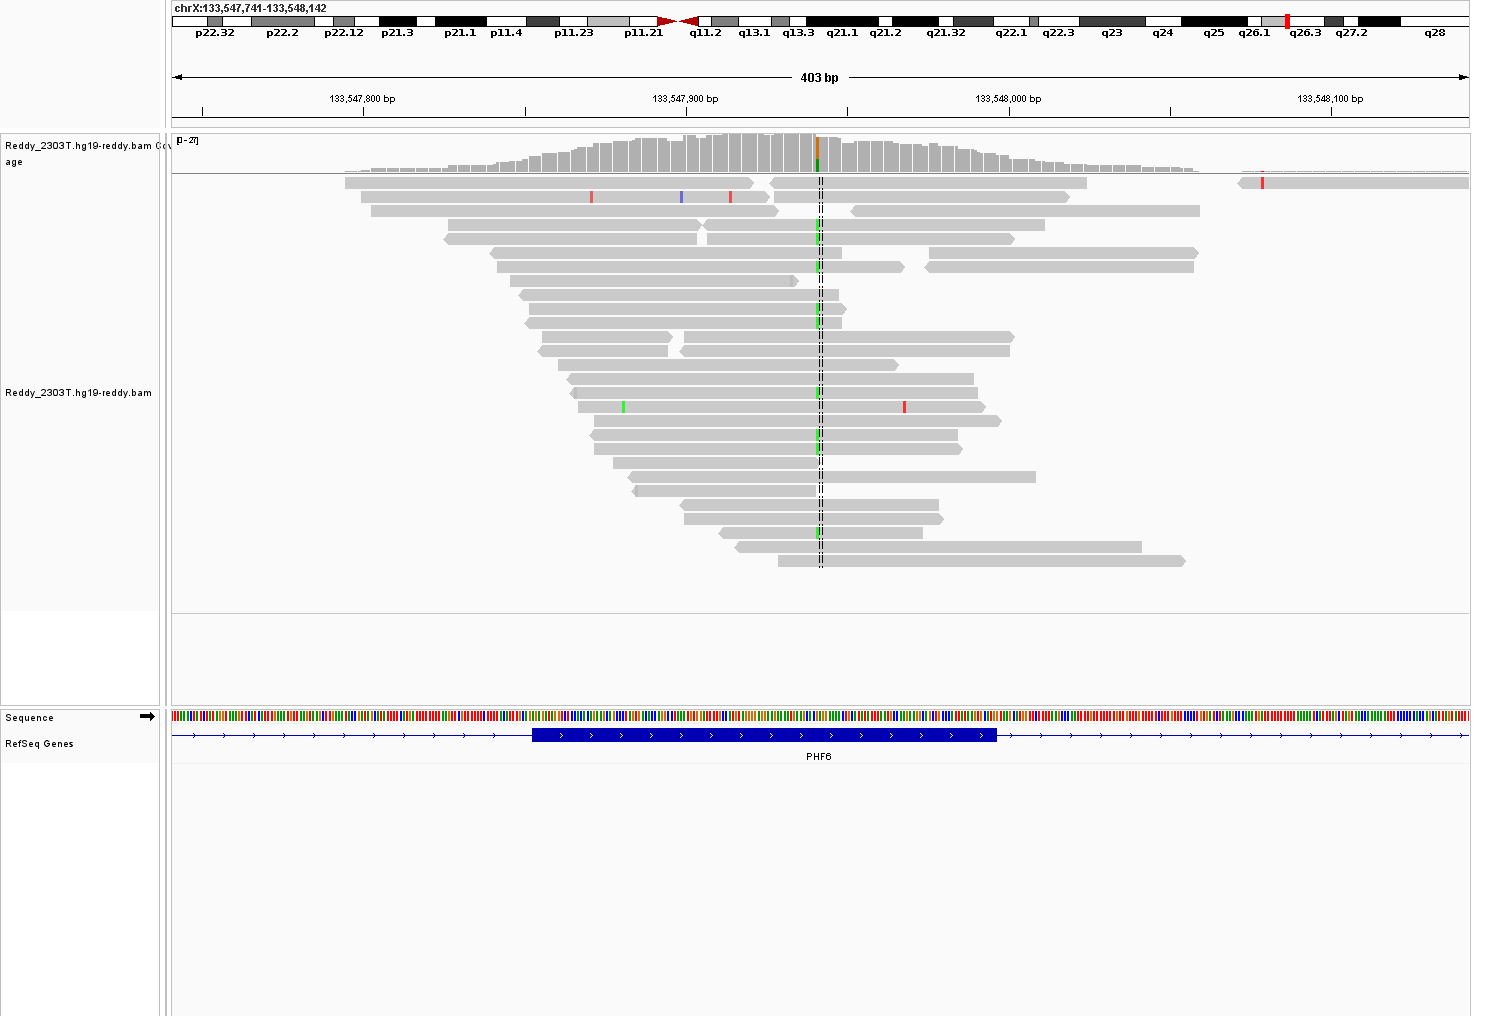 chrX:133,547,741-133,548,142
p22.32 p22.2 p22.12 p21.3 p21.1 p11.4 p11.23 p11.21 q11.2 q13.1 q13.3 q21.1 q21.2 q21.32 q22.1 q22.3 q23 q24 q25 q26.1 q26.3 q27.2 q28
403 bp
133,547,800 bp 133,547,900 bp 133,548,000 bp 133,548,100 bp
Reddy_2303T.hg19-reddy.bam Cov
age
[0 - 27]
Reddy_2303T.hg19-reddy.bam
Sequence
RefSeq Genes
PHF6